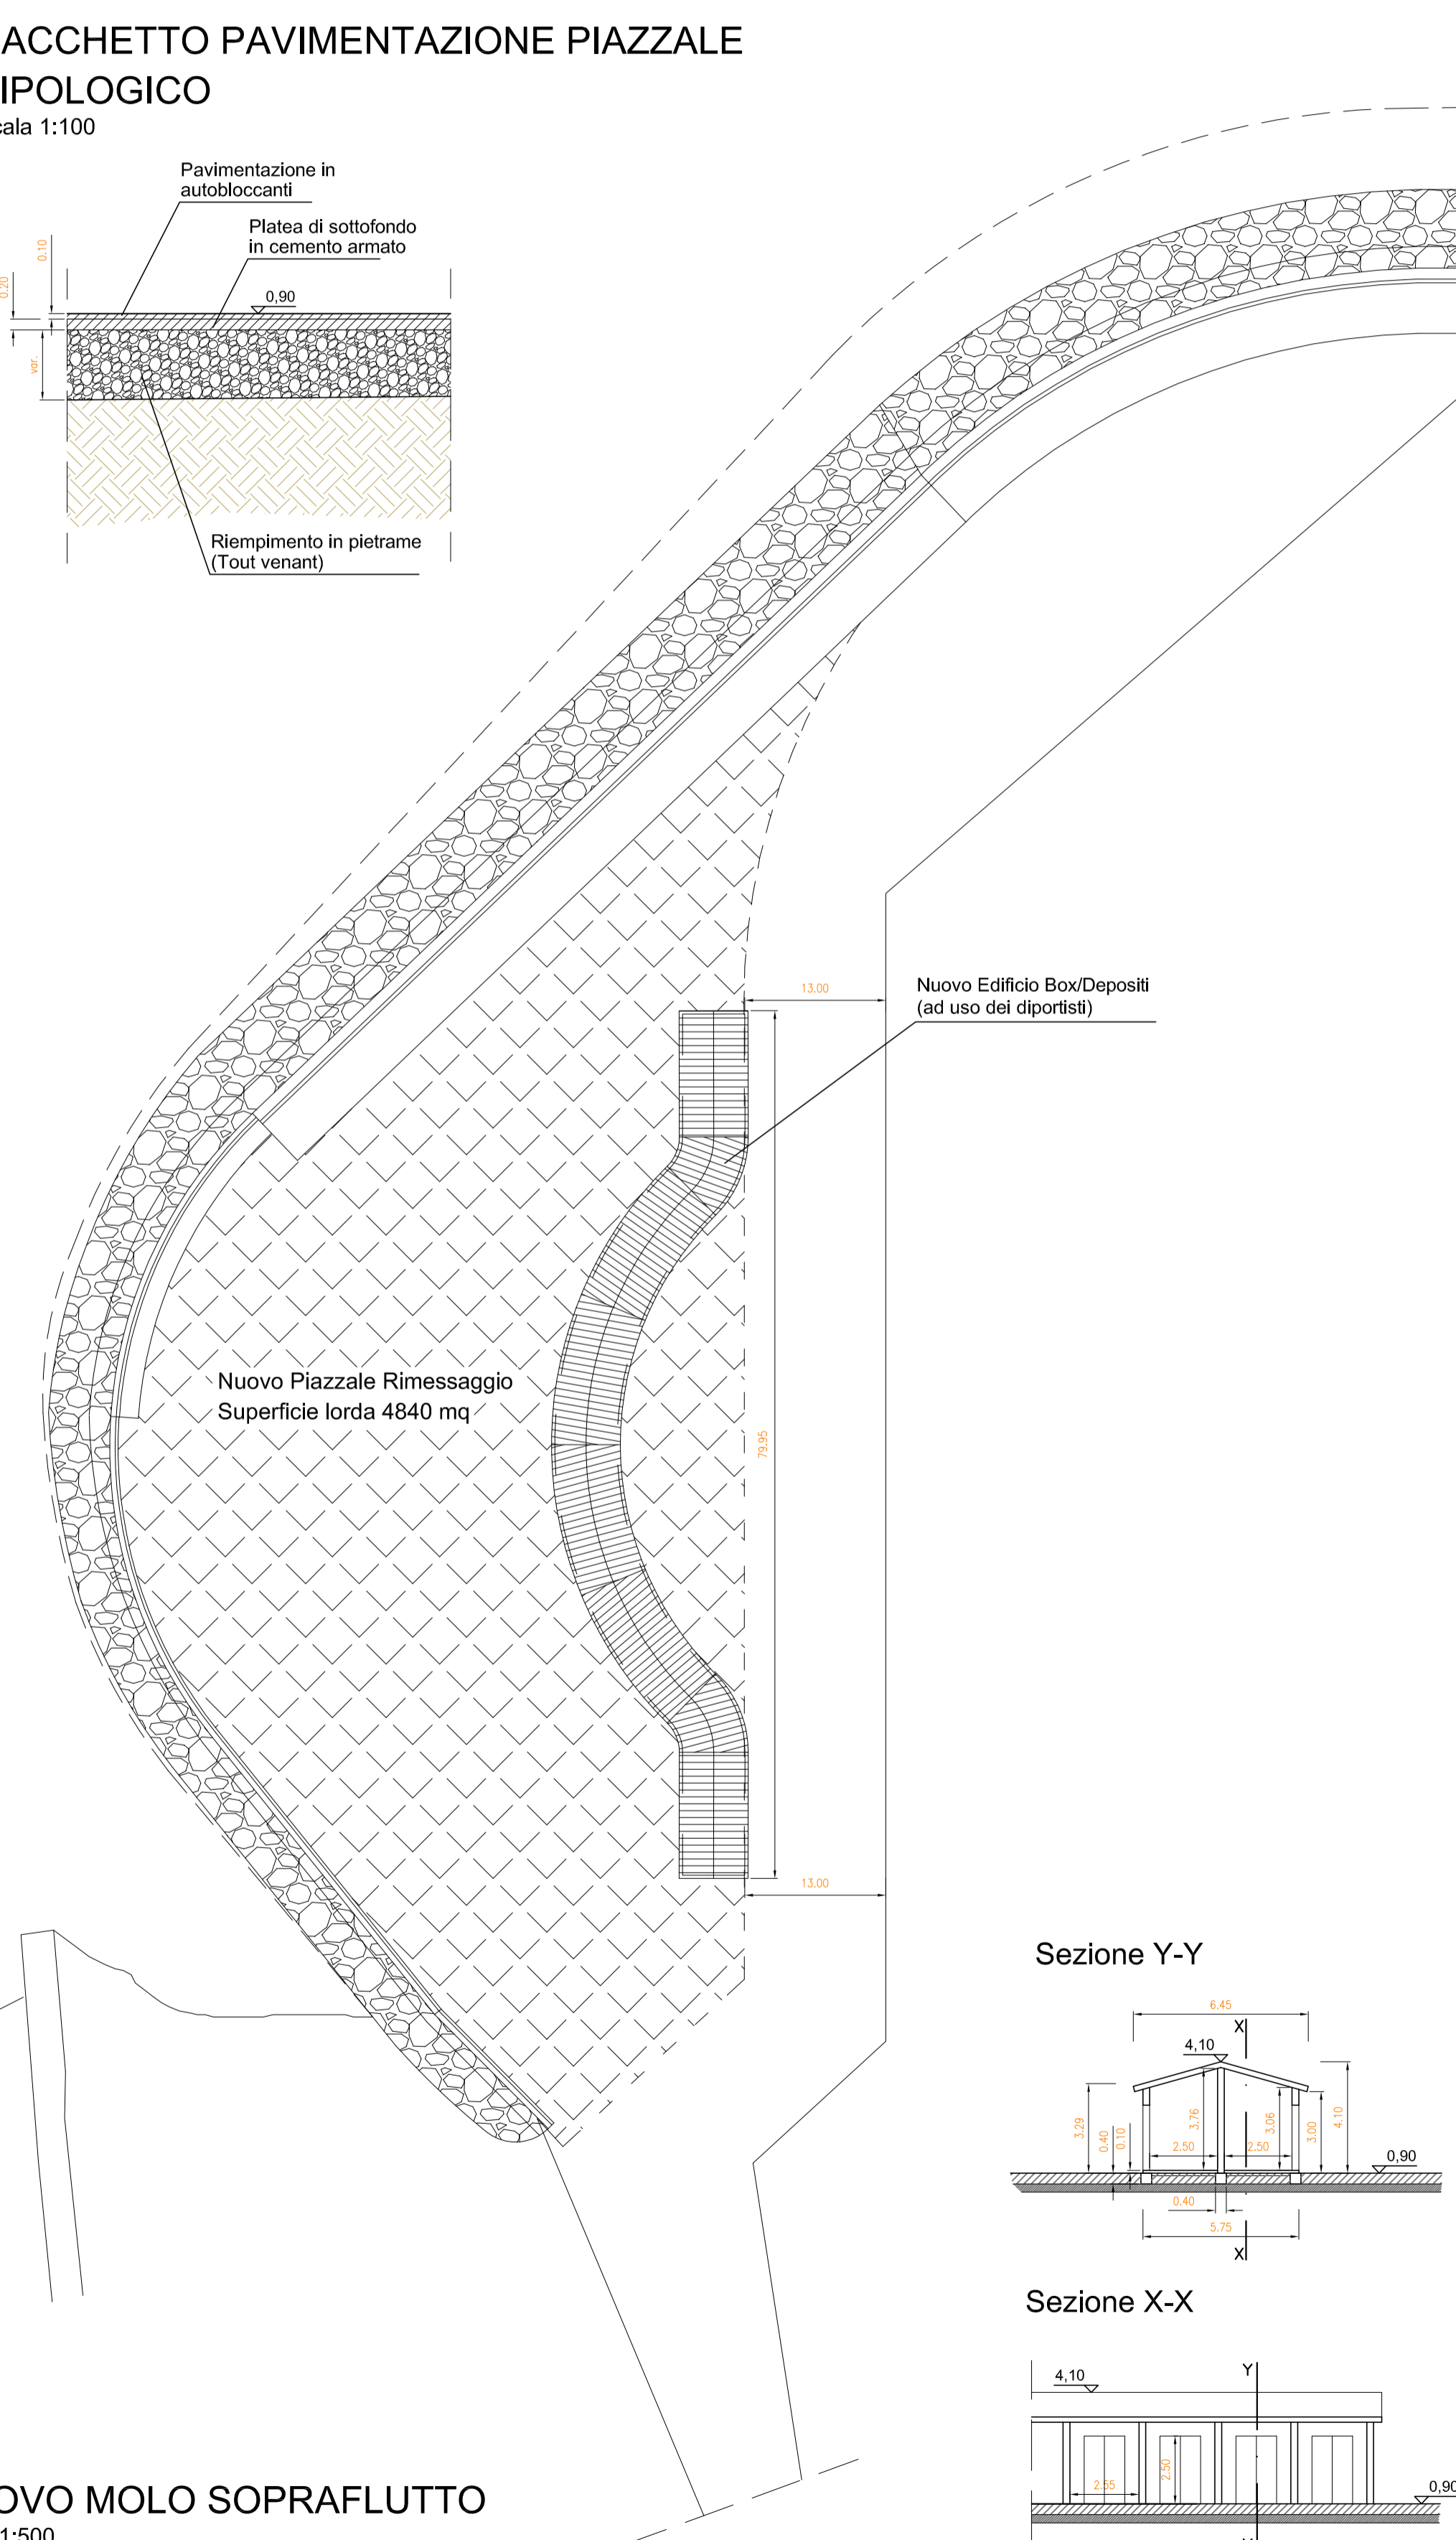 ACCHETTO PAVIMENTAZIONE PIAZZALE
IPOLOGICO
cala 1:100
Pavimentazione in
autobloccanti
Platea di sottofondo
in cemento armato
0.10
0.20
0,90
var.
Riempimento in pietrame
(Tout venant)
13.00
Nuovo Edificio Box/Depositi
(ad uso dei diportisti)
Nuovo Piazzale Rimessaggio
Superficie lorda 4840 mq
79.95
13.00
Sezione Y-Y
6.45
X
4,10
3.29
0.40
0.10
3.76
3.06
3.00
4.10
2.50
2.50
0,90
0.40
5.75
X
Sezione X-X
4,10
Y
2.55
2.50
0,90
OVO MOLO SOPRAFLUTTO
1:500